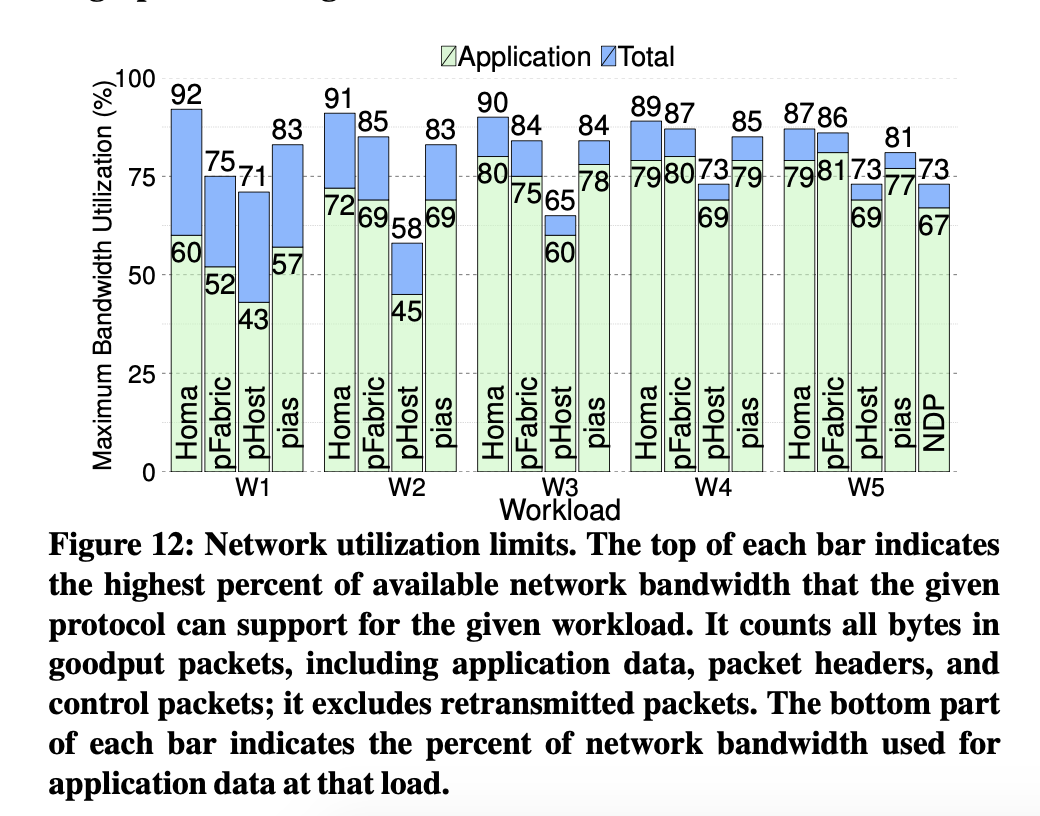 Application Total
Maximum Bandwidth Utilization (%)
100
75
50
25
0
92 75 71 83 91 85 58 83 90 84 65 84 89 87 73 85 87 86 73 81 73
60 52 43 57 72 69 45 69 80 75 60 78 79 80 69 79 79 81 69 77 67
Homa pFabric pHost pias Homa pFabric pHost pias Homa pFabric pHost pias Homa pFabric pHost pias Homa pFabric pHost pias NDP
W1 W2 W3 W4 W5
Workload
Figure 12: Network utilization limits. The top of each bar indicates
the highest percent of available network bandwidth that the given
protocol can support for the given workload. It counts all bytes in
goodput packets, including application data, packet headers, and
control packets; it excludes retransmitted packets. The bottom part
of each bar indicates the percent of network bandwidth used for
application data at that load.